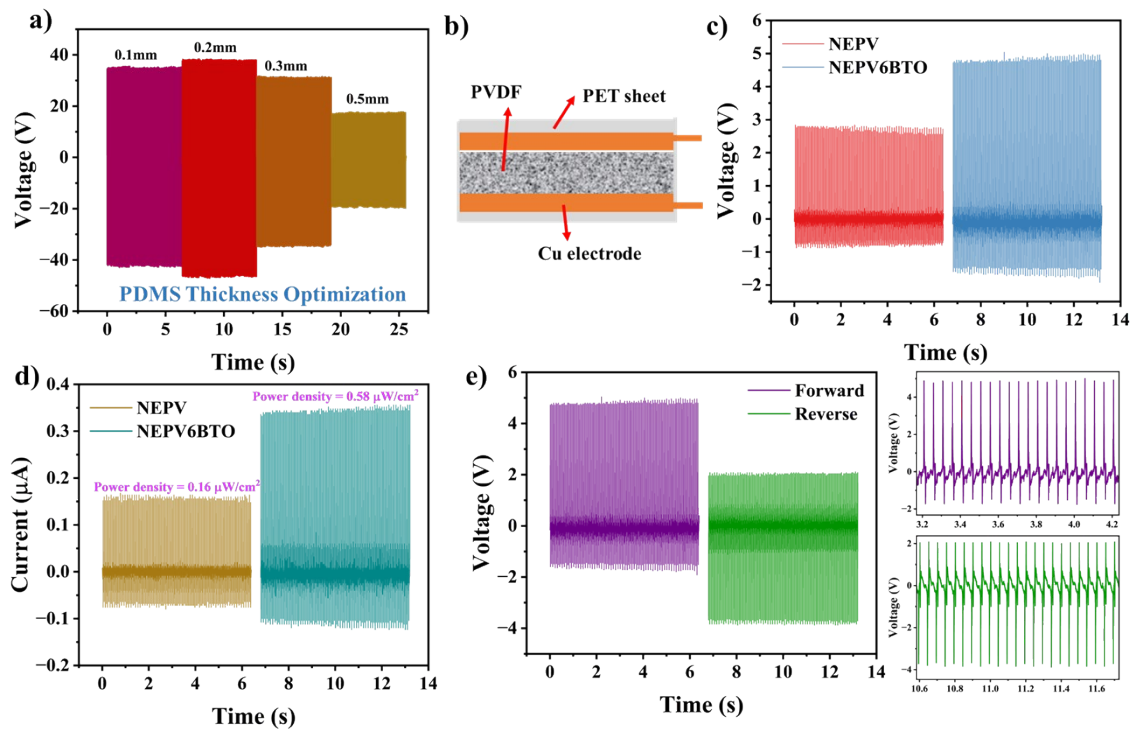 a)
60
40
20
0
−20
−40
−60
0.1mm
0.2mm
0.3mm
0.5mm
PDMS Thickness Optimization
0 5 10 15 20 25
Time (s)
Voltage (V)
b)
PVDF
PET sheet
Cu electrode
c)
6
5
4
3
2
1
0
−1
−2
NEPV
NEPV6BTO
0 2 4 6 8 10 12 14
Time (s)
Voltage (V)
d)
0.4
0.3
0.2
0.1
0.0
−0.1
−0.2
Power density = 0.58 μW/cm²
NEPV
NEPV6BTO
Power density = 0.16 μW/cm²
0 2 4 6 8 10 12 14
Time (s)
Current (μA)
e)
6
4
2
0
−2
−4
Forward
Reverse
0 2 4 6 8 10 12 14
Time (s)
Voltage (V)
4
2
0
−2
3.2 3.4 3.6 3.8 4.0 4.2
Voltage (V)
2
0
−2
−4
10.6 10.8 11.0 11.2 11.4 11.6
Voltage (V)